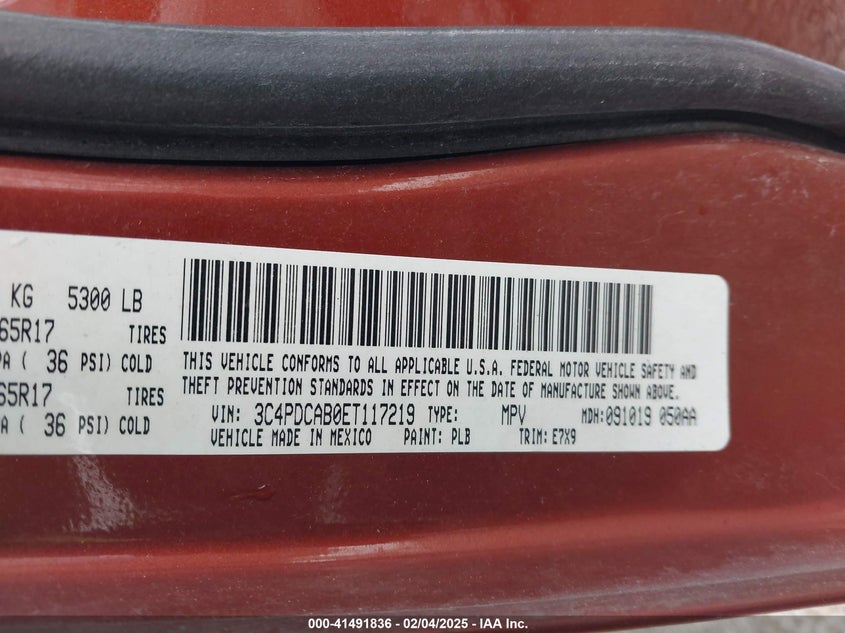 KG 5300 LB
65R17 TIRES
PA ( 36 PSI) COLD
65R17 TIRES
PA ( 36 PSI) COLD
THIS VEHICLE CONFORMS TO ALL APPLICABLE U.S.A. FEDERAL MOTOR VEHICLE SAFETY AND
THEFT PREVENTION STANDARDS IN EFFECT ON THE DATE OF MANUFACTURE SHOWN ABOVE.
VIN: 3C4PDCAB0ET117219 TYPE: MPV MDH:091019 050AA
VEHICLE MADE IN MEXICO PAINT: PLB TRIM: E7X9
000-41491836 - 02/04/2025 - IAA Inc.